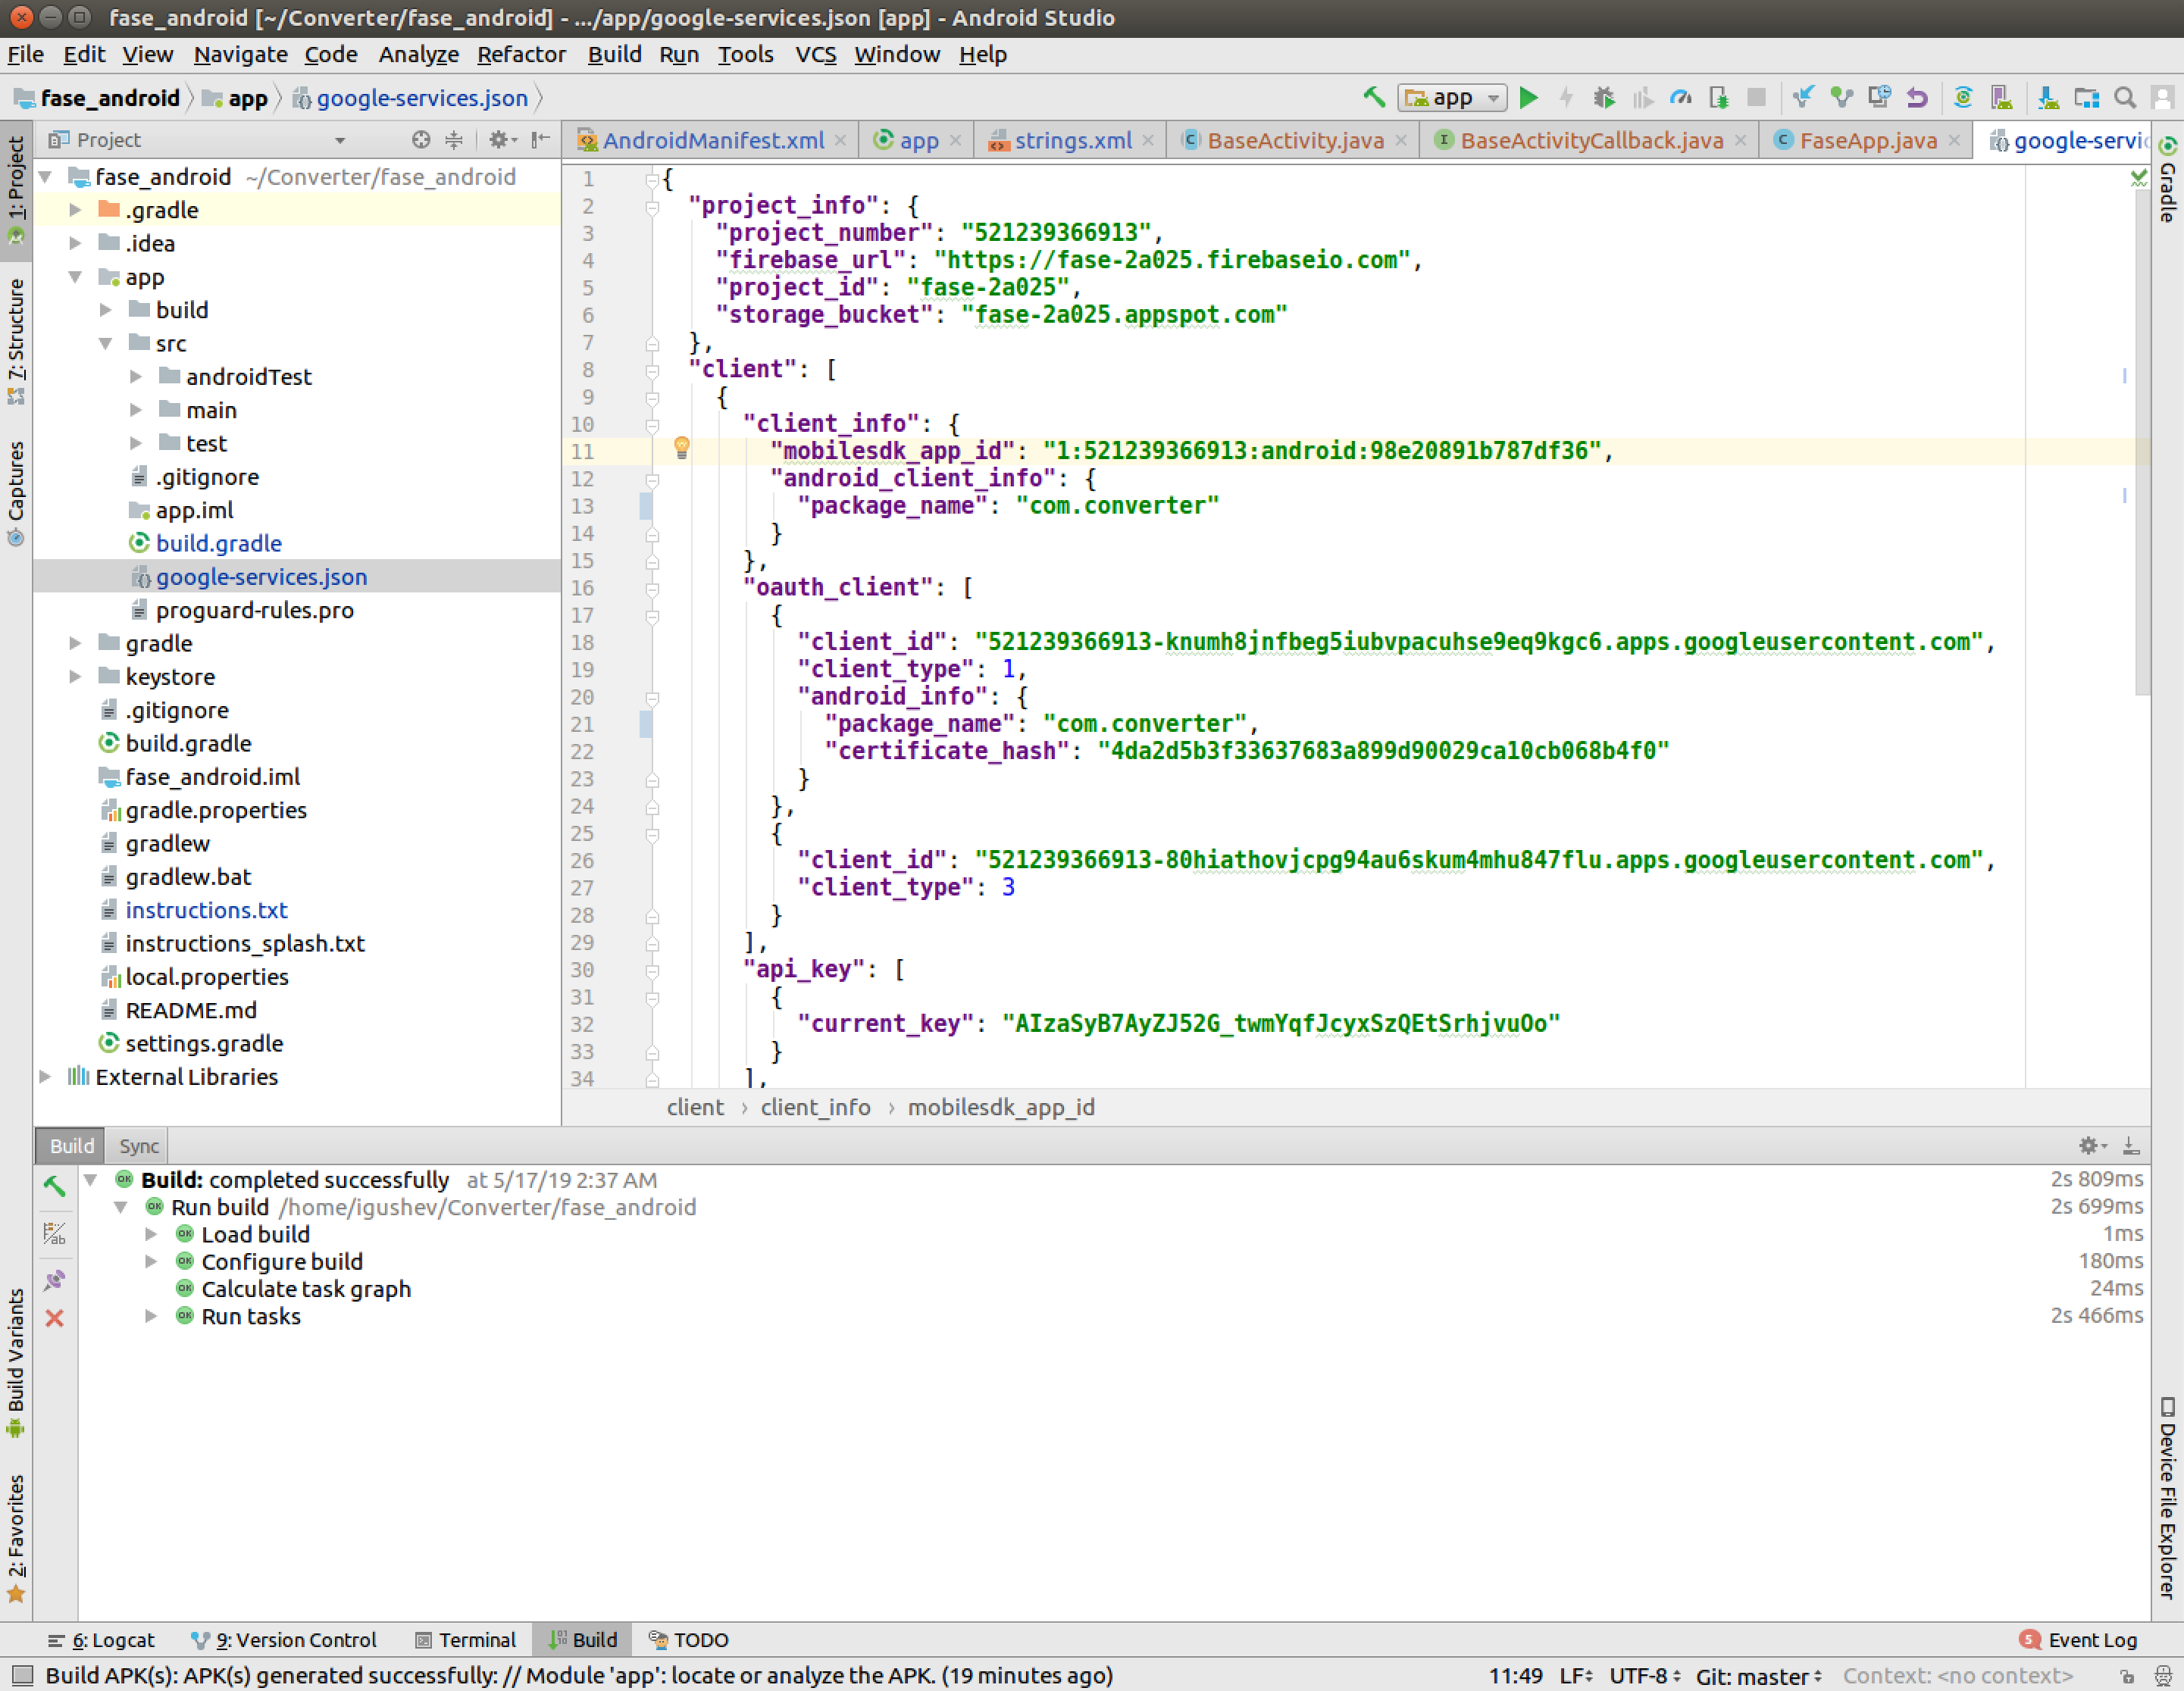 fase_android [~/Converter/fase_android] - .../app/google-services.json [app] - Android Studio
File Edit View Navigate Code Analyze Refactor Build Run Tools VCS Window Help
fase_android app google-services.json
app
Project
AndroidManifest.xml app strings.xml BaseActivity.java BaseActivityCallback.java FaseApp.java google-servic
1: Project
7: Structure
Captures
Build Variants
2: Favorites
fase_android ~/Converter/fase_android
.gradle
.idea
app
build
src
androidTest
main
test
.gitignore
app.iml
build.gradle
google-services.json
proguard-rules.pro
gradle
keystore
.gitignore
build.gradle
fase_android.iml
gradle.properties
gradlew
gradlew.bat
instructions.txt
instructions_splash.txt
local.properties
README.md
settings.gradle
External Libraries
1 {
2 "project_info": {
3 "project_number": "521239366913",
4 "firebase_url": "https://fase-2a025.firebaseio.com",
5 "project_id": "fase-2a025",
6 "storage_bucket": "fase-2a025.appspot.com"
7 },
8 "client": [
9 {
10 "client_info": {
11 "mobilesdk_app_id": "1:521239366913:android:98e20891b787df36",
12 "android_client_info": {
13 "package_name": "com.converter"
14 }
15 },
16 "oauth_client": [
17 {
18 "client_id": "521239366913-knumh8jnfbeg5iubvpacuhse9eq9kgc6.apps.googleusercontent.com",
19 "client_type": 1,
20 "android_info": {
21 "package_name": "com.converter",
22 "certificate_hash": "4da2d5b3f33637683a899d90029ca10cb068b4f0"
23 }
24 },
25 {
26 "client_id": "521239366913-80hiathovjcpg94au6skum4mhu847flu.apps.googleusercontent.com",
27 "client_type": 3
28 }
29 ],
30 "api_key": [
31 {
32 "current_key": "AIzaSyB7AyZJ52G_twmYqfJcyxSzQEtSrhjvuOo"
33 }
34 ],
client › client_info › mobilesdk_app_id
Gradle
Device File Explorer
Build Sync
Build: completed successfully at 5/17/19 2:37 AM 2s 809ms
Run build /home/igushev/Converter/fase_android 2s 699ms
Load build 1ms
Configure build 180ms
Calculate task graph 24ms
Run tasks 2s 466ms
6: Logcat 9: Version Control Terminal Build TODO 5 Event Log
Build APK(s): APK(s) generated successfully: // Module 'app': locate or analyze the APK. (19 minutes ago) 11:49 LF UTF-8 Git: master Context: <no context>